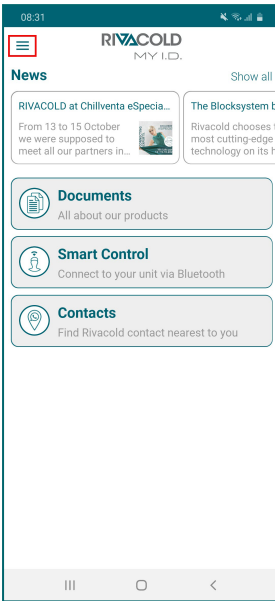 08:31
RIVACOLD
MY I.D.
News
Show all
RIVACOLD at Chillventa eSpecia...
From 13 to 15 October
we were supposed to
meet all our partners in...
The Blocksystem b
Rivacold chooses t
most cutting-edge
technology on its h
Documents
All about our products
Smart Control
Connect to your unit via Bluetooth
Contacts
Find Rivacold contact nearest to you